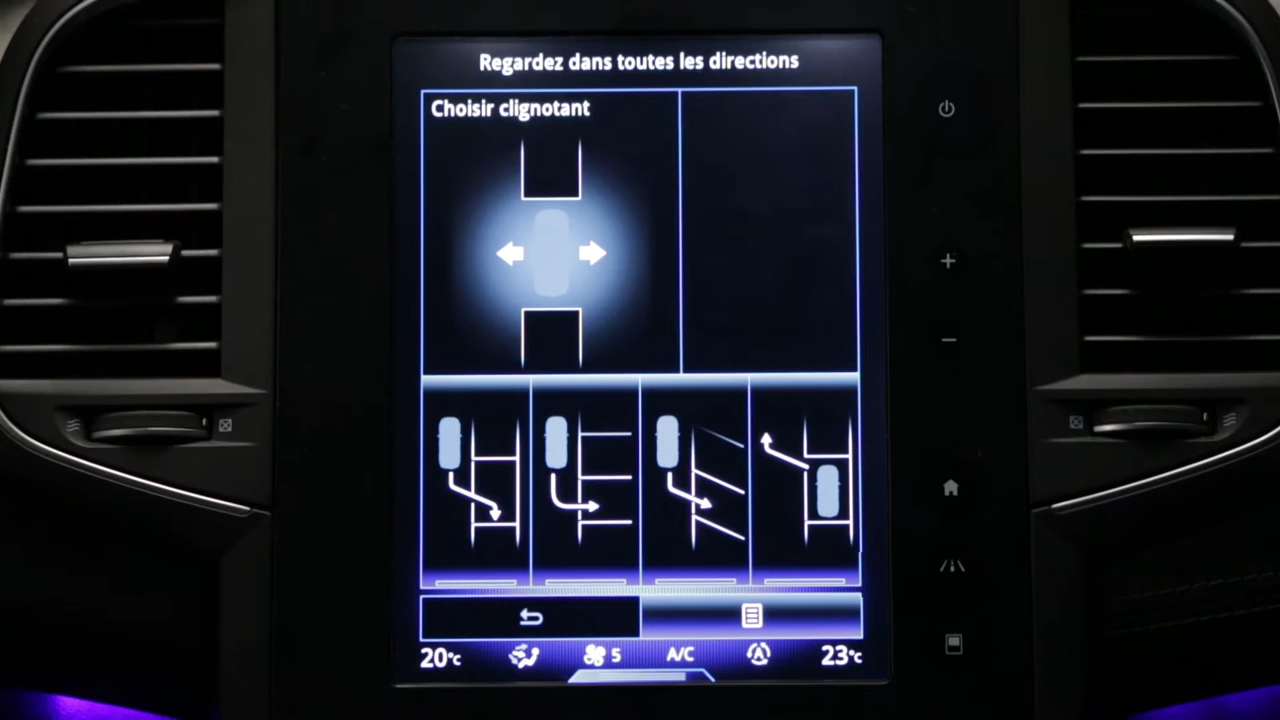 Regardez dans toutes les directions
Choisir clignotant
20°C
5
A/C
23°C